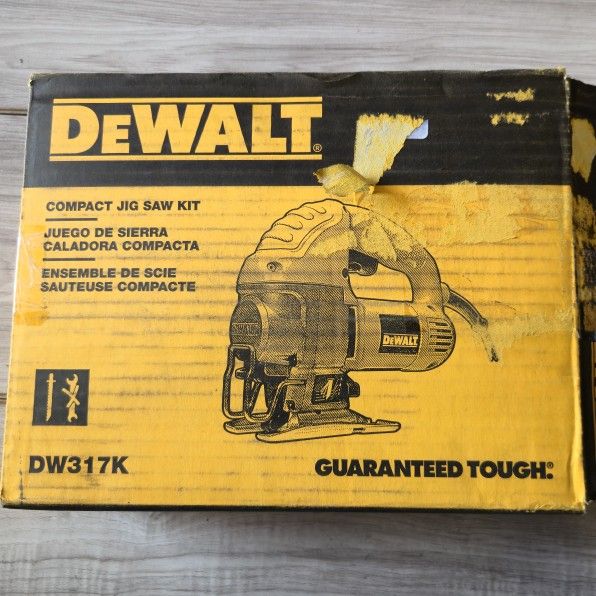 DEWALT®
COMPACT JIG SAW KIT
JUEGO DE SIERRA
CALADORA COMPACTA
ENSEMBLE DE SCIE
SAUTEUSE COMPACTE
DEWALT
DW317K
GUARANTEED TOUGH®